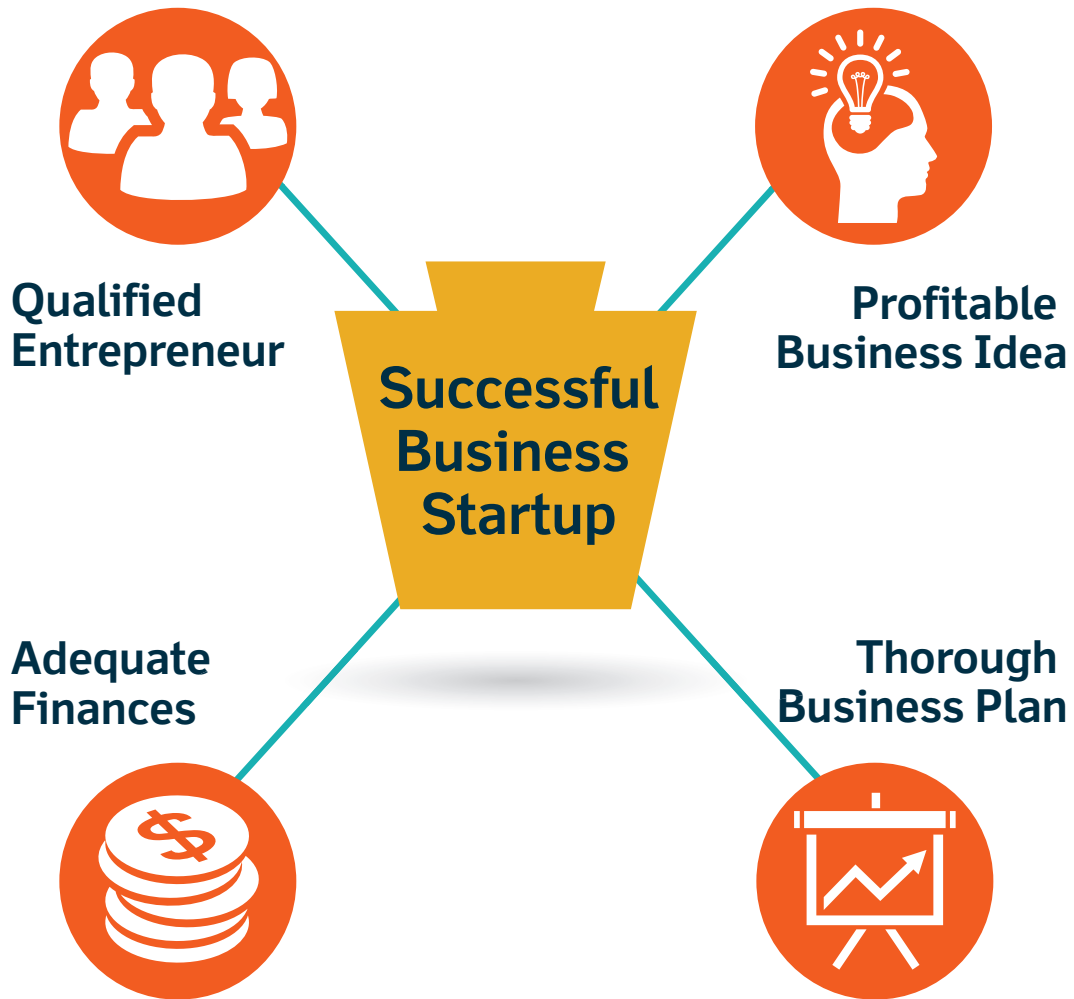 Qualified
Entrepreneur
Profitable
Business Idea
Successful
Business
Startup
Adequate
Finances
Thorough
Business Plan
$